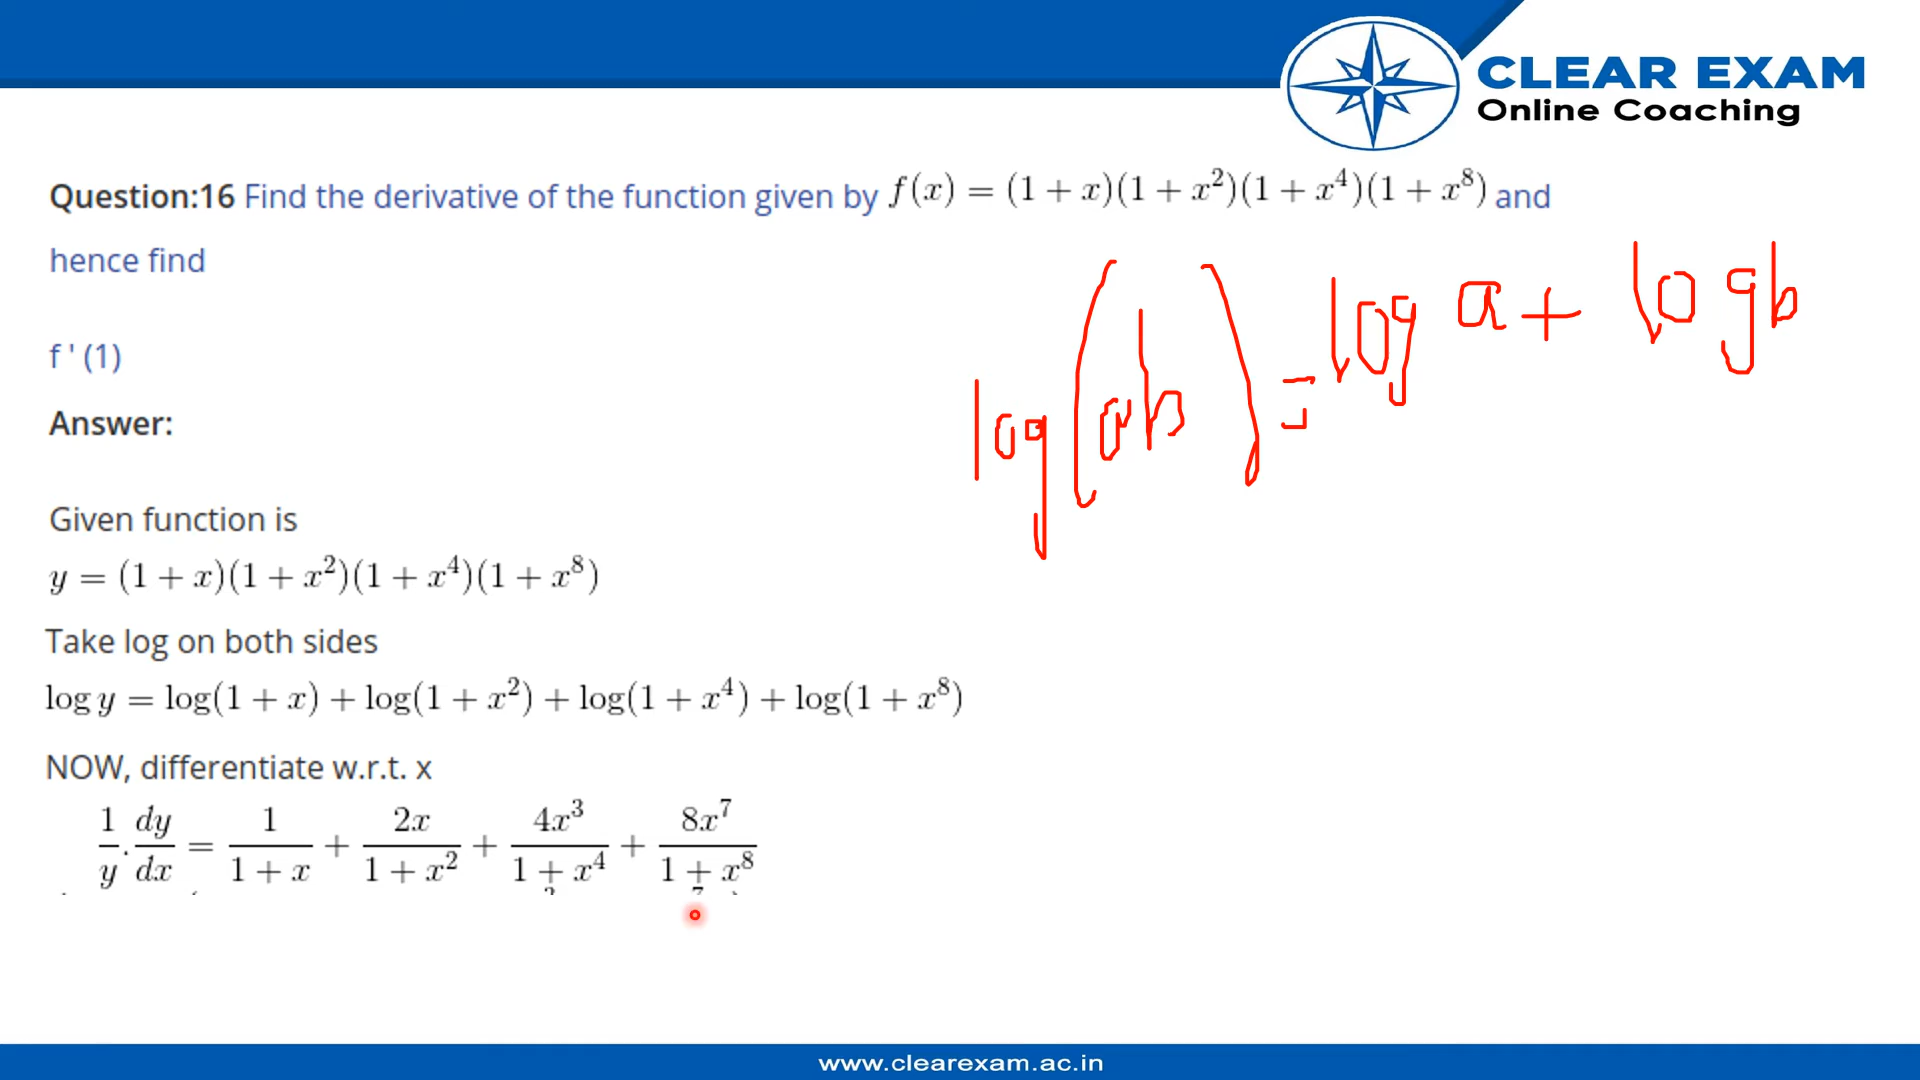 CLEAR EXAM
Online Coaching
Question:16 Find the derivative of the function given by f(x) = (1 + x)(1 + x²)(1 + x⁴)(1 + x⁸) and
hence find
f ' (1)
log(ab) = log a + log b
Answer:
Given function is
y = (1 + x)(1 + x²)(1 + x⁴)(1 + x⁸)
Take log on both sides
log y = log(1 + x) + log(1 + x²) + log(1 + x⁴) + log(1 + x⁸)
NOW, differentiate w.r.t. x
1/y · dy/dx = 1/(1 + x) + 2x/(1 + x²) + 4x³/(1 + x⁴) + 8x⁷/(1 + x⁸)
www.clearexam.ac.in